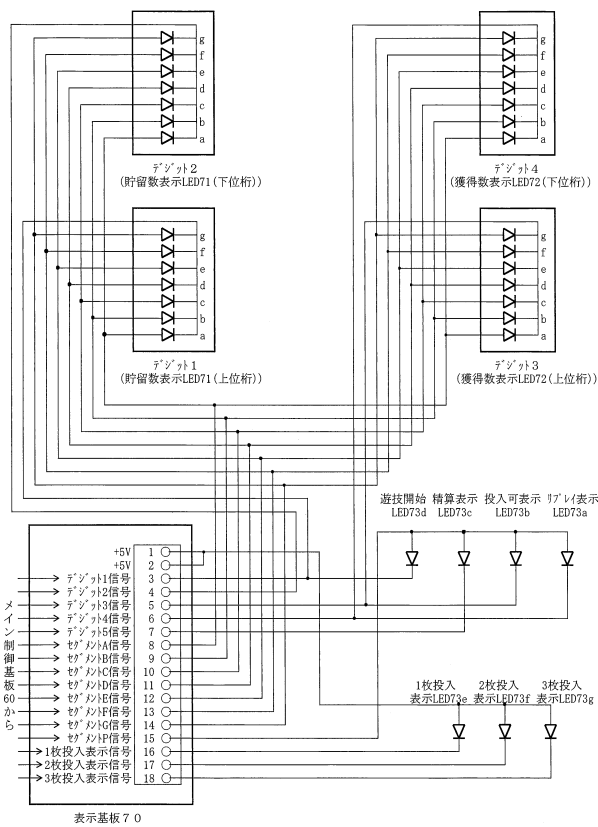 g
f
e
d
c
b
a
ﾃﾞｼﾞｯﾄ２
(貯留数表示LED71(下位桁))
g
f
e
d
c
b
a
ﾃﾞｼﾞｯﾄ４
(獲得数表示LED72(下位桁))
g
f
e
d
c
b
a
ﾃﾞｼﾞｯﾄ１
(貯留数表示LED71(上位桁))
g
f
e
d
c
b
a
ﾃﾞｼﾞｯﾄ３
(獲得数表示LED72(上位桁))
遊技開始 精算表示 投入可表示 ﾘﾌﾟﾚｲ表示
LED73d LED73c LED73b LED73a
メイン制御基板60から
+5V 1
+5V 2
ﾃﾞｼﾞｯﾄ1信号 3
ﾃﾞｼﾞｯﾄ2信号 4
ﾃﾞｼﾞｯﾄ3信号 5
ﾃﾞｼﾞｯﾄ4信号 6
ﾃﾞｼﾞｯﾄ5信号 7
ｾｸﾞﾒﾝﾄA信号 8
ｾｸﾞﾒﾝﾄB信号 9
ｾｸﾞﾒﾝﾄC信号 10
ｾｸﾞﾒﾝﾄD信号 11
ｾｸﾞﾒﾝﾄE信号 12
ｾｸﾞﾒﾝﾄF信号 13
ｾｸﾞﾒﾝﾄG信号 14
ｾｸﾞﾒﾝﾄP信号 15
1枚投入表示信号 16
2枚投入表示信号 17
3枚投入表示信号 18
1枚投入 2枚投入 3枚投入
表示LED73e 表示LED73f 表示LED73g
表示基板７０